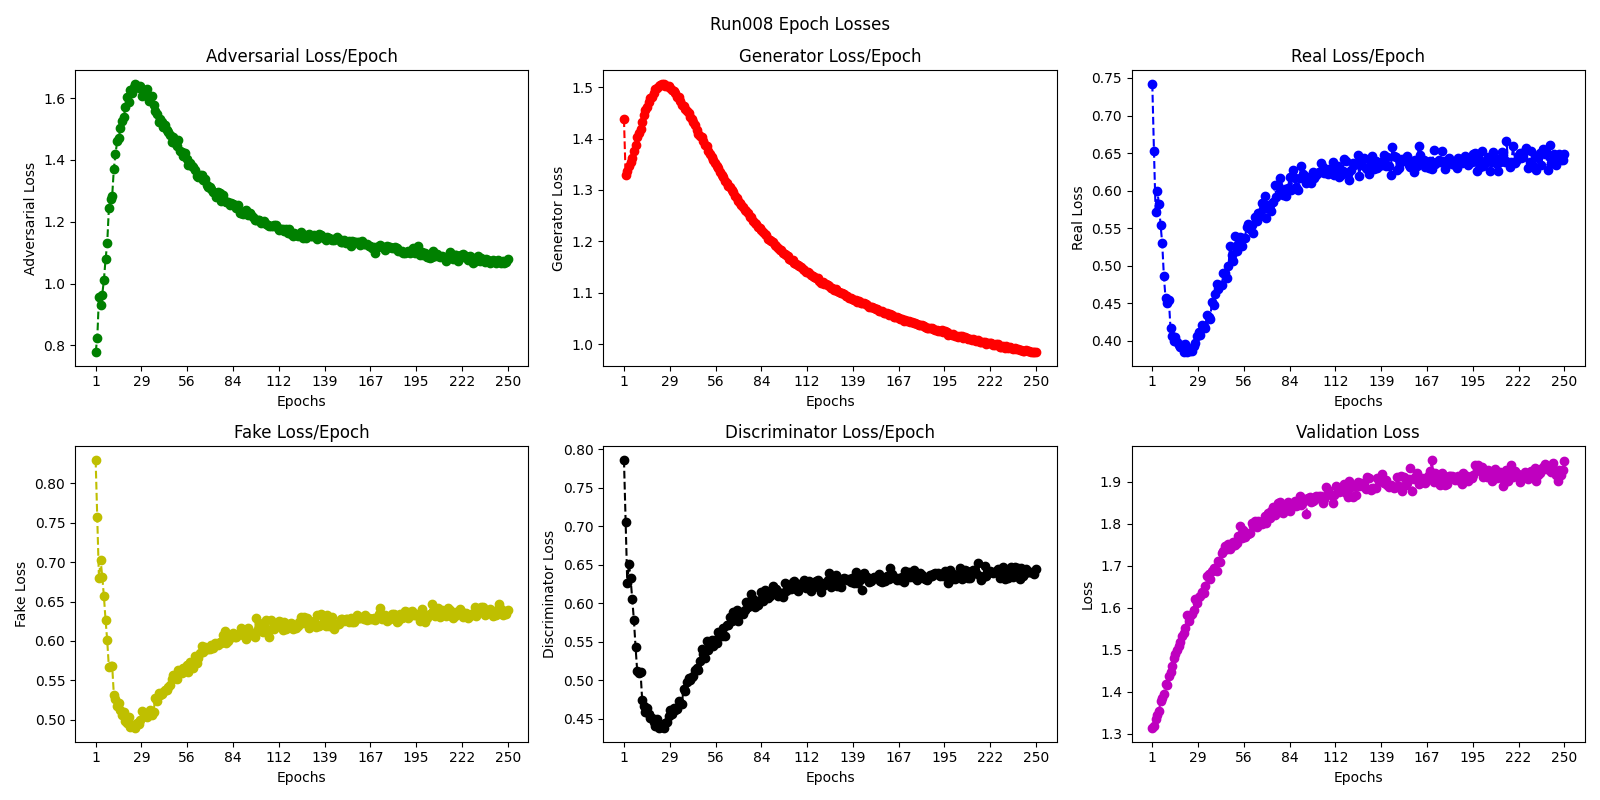 Run008 Epoch Losses
Adversarial Loss/Epoch
Adversarial Loss
1.6
1.4
1.2
1.0
0.8
1 29 56 84 112 139 167 195 222 250
Epochs
Generator Loss/Epoch
Generator Loss
1.5
1.4
1.3
1.2
1.1
1.0
1 29 56 84 112 139 167 195 222 250
Epochs
Real Loss/Epoch
Real Loss
0.75
0.70
0.65
0.60
0.55
0.50
0.45
0.40
1 29 56 84 112 139 167 195 222 250
Epochs
Fake Loss/Epoch
Fake Loss
0.80
0.75
0.70
0.65
0.60
0.55
0.50
1 29 56 84 112 139 167 195 222 250
Epochs
Discriminator Loss/Epoch
Discriminator Loss
0.80
0.75
0.70
0.65
0.60
0.55
0.50
0.45
1 29 56 84 112 139 167 195 222 250
Epochs
Validation Loss
Loss
1.9
1.8
1.7
1.6
1.5
1.4
1.3
1 29 56 84 112 139 167 195 222 250
Epochs